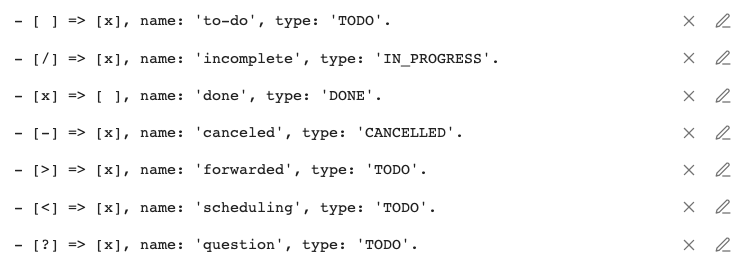 - [ ] => [x], name: 'to-do', type: 'TODO'.
- [/] => [x], name: 'incomplete', type: 'IN_PROGRESS'.
- [x] => [ ], name: 'done', type: 'DONE'.
- [-] => [x], name: 'canceled', type: 'CANCELLED'.
- [>] => [x], name: 'forwarded', type: 'TODO'.
- [<] => [x], name: 'scheduling', type: 'TODO'.
- [?] => [x], name: 'question', type: 'TODO'.